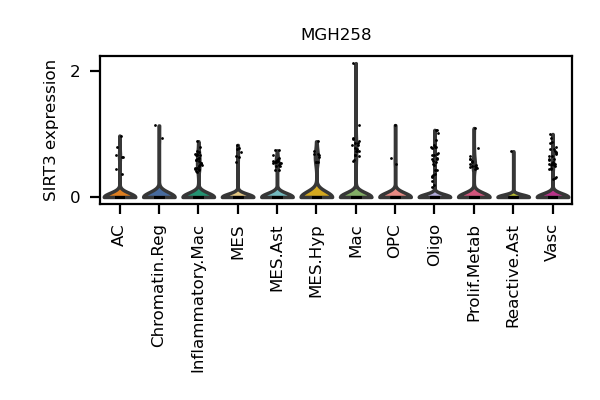 MGH258
SIRT3 expression
2
0
AC
Chromatin.Reg
Inflammatory.Mac
MES
MES.Ast
MES.Hyp
Mac
OPC
Oligo
Prolif.Metab
Reactive.Ast
Vasc